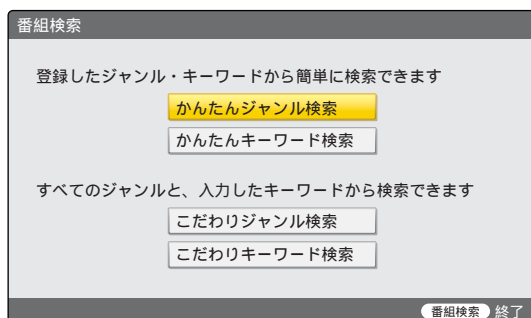 番組検索
登録したジャンル・キーワードから簡単に検索できます
かんたんジャンル検索
かんたんキーワード検索
すべてのジャンルと、入力したキーワードから検索できます
こだわりジャンル検索
こだわりキーワード検索
番組検索 終了